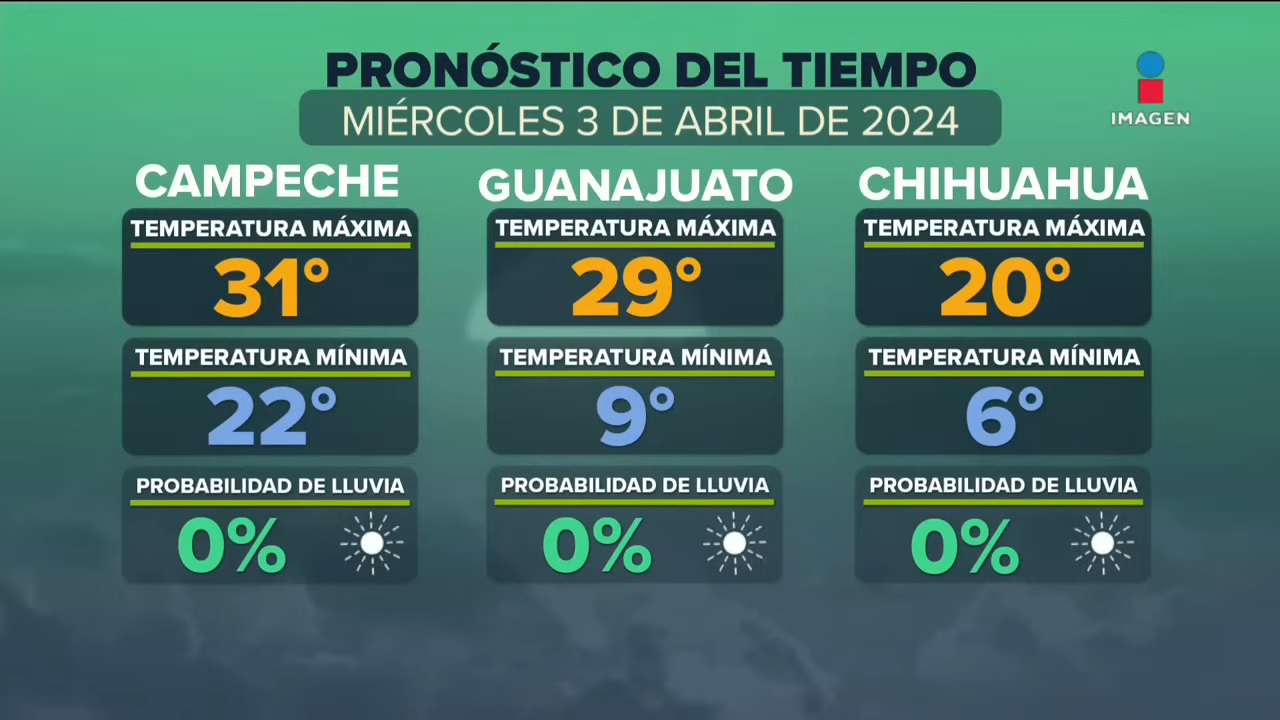 PRONÓSTICO DEL TIEMPO
MIÉRCOLES 3 DE ABRIL DE 2024
IMAGEN
CAMPECHE
TEMPERATURA MÁXIMA
31°
TEMPERATURA MÍNIMA
22°
PROBABILIDAD DE LLUVIA
0%
GUANAJUATO
TEMPERATURA MÁXIMA
29°
TEMPERATURA MÍNIMA
9°
PROBABILIDAD DE LLUVIA
0%
CHIHUAHUA
TEMPERATURA MÁXIMA
20°
TEMPERATURA MÍNIMA
6°
PROBABILIDAD DE LLUVIA
0%